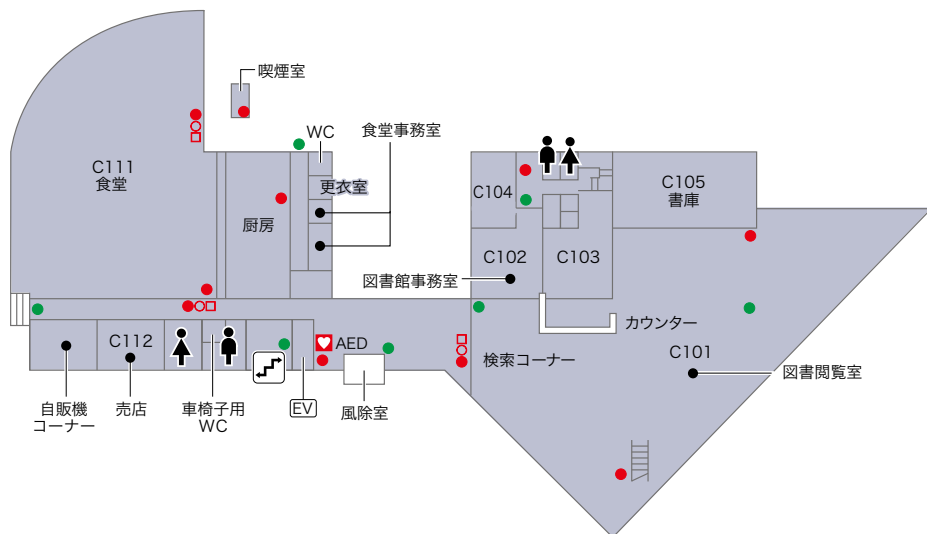 喫煙室
WC
食堂事務室
C111
食堂
更衣室
厨房
C104
C105
書庫
C102
C103
図書館事務室
カウンター
C112
AED
検索コーナー
C101
図書閲覧室
EV
自販機
コーナー
売店
車椅子用
WC
風除室